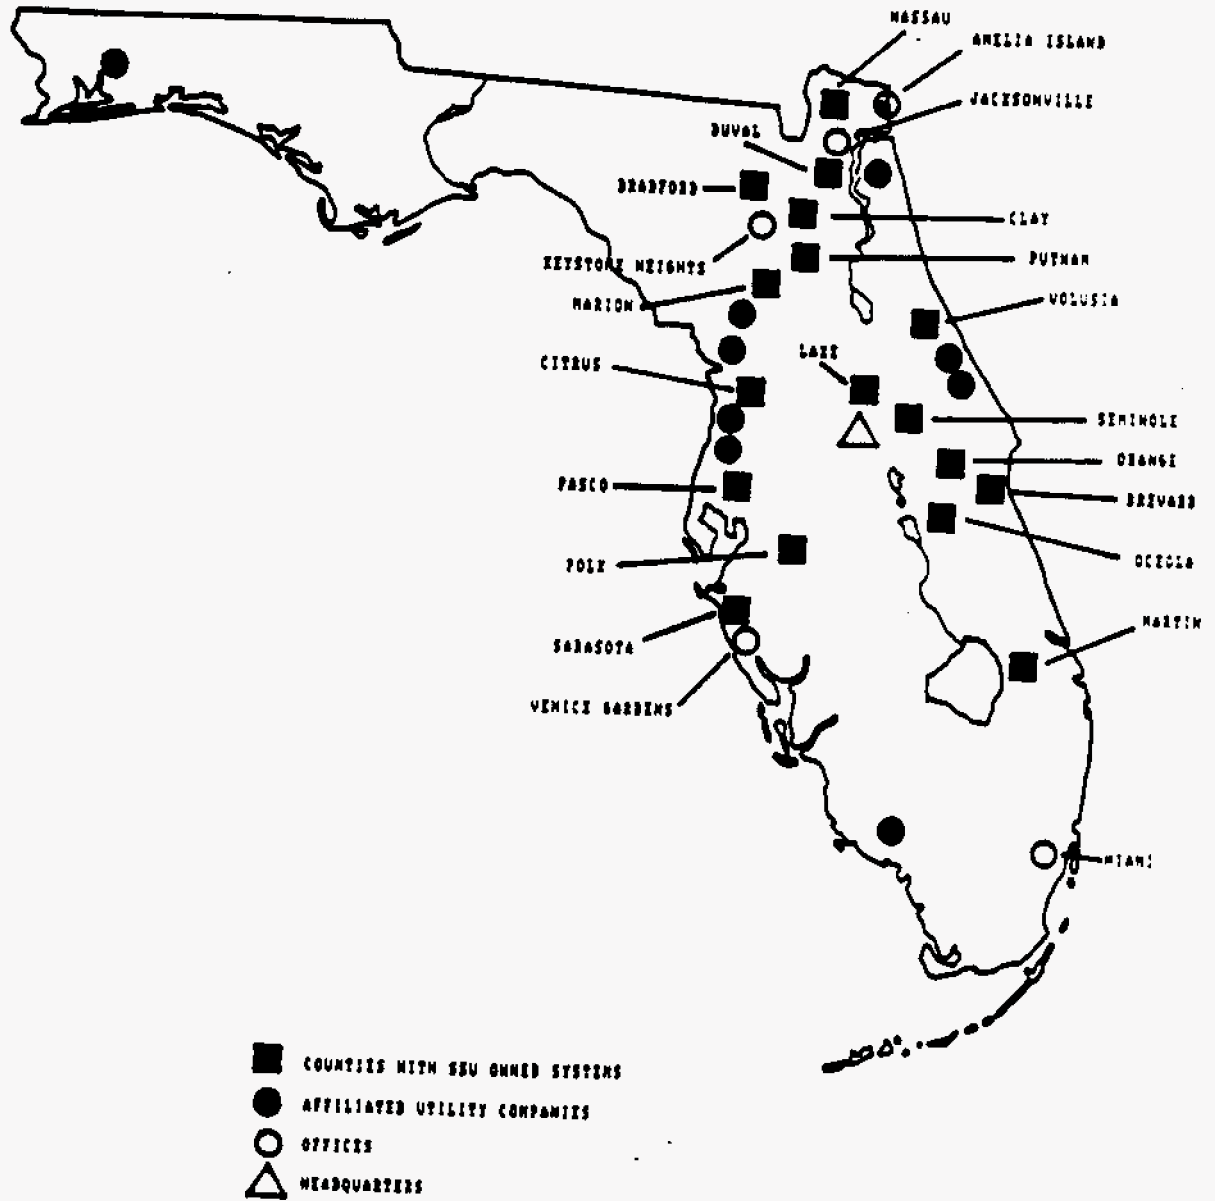 NASSAU
AMELIA ISLAND
JACKSONVILLE
DUVAL
BRADFORD
CLAY
PUTNAM
KEYSTONE HEIGHTS
MARION
VOLUSIA
LAKE
CITRUS
SEMINOLE
ORANGE
PASCO
BREVARD
OCEOLA
POLK
MARTIN
SARASOTA
VENICE GARDENS
MIAMI
COUNTIES WITH SSU OWNED SYSTEMS
AFFILIATED UTILITY COMPANIES
OFFICES
HEADQUARTERS